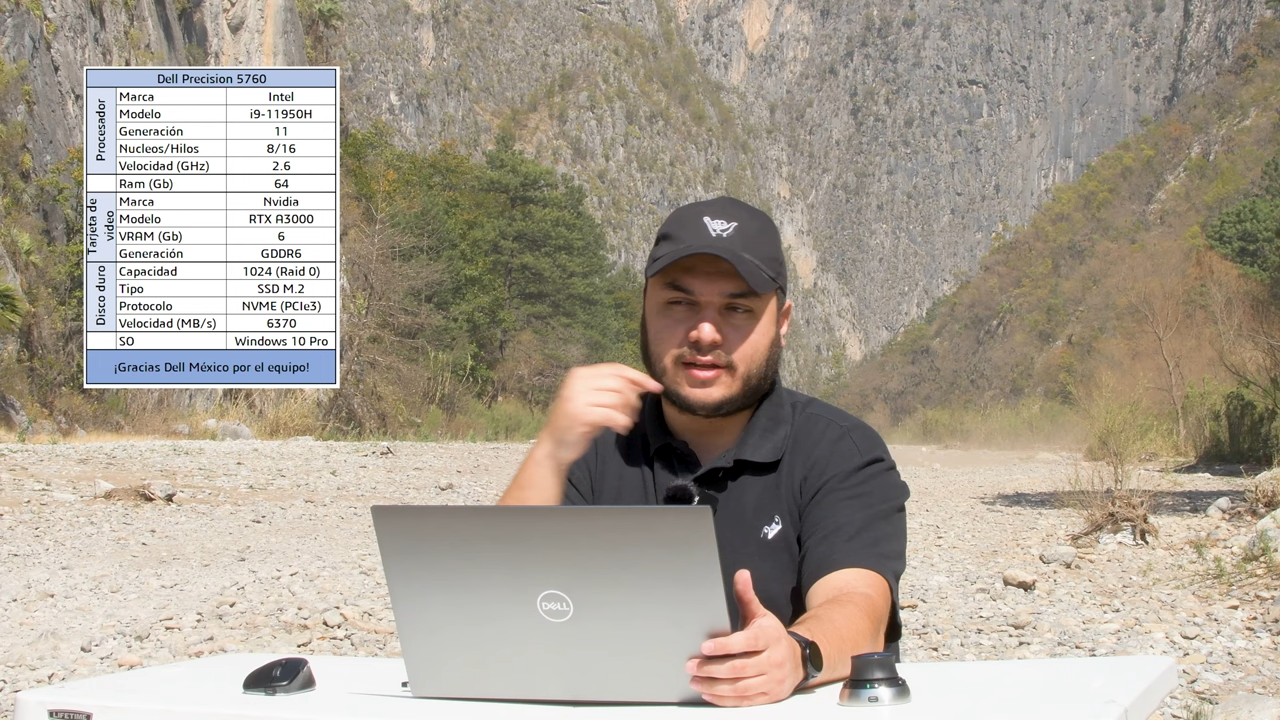 Dell Precision 5760
Procesador
Marca Intel
Modelo i9-11950H
Generación 11
Nucleos/Hilos 8/16
Velocidad (GHz) 2.6
Ram (Gb) 64
Tarjeta de video
Marca Nvidia
Modelo RTX A3000
VRAM (Gb) 6
Generación GDDR6
Disco duro
Capacidad 1024 (Raid 0)
Tipo SSD M.2
Protocolo NVME (PCIe3)
Velocidad (MB/s) 6370
SO Windows 10 Pro
¡Gracias Dell México por el equipo!
DELL
LIFETIME